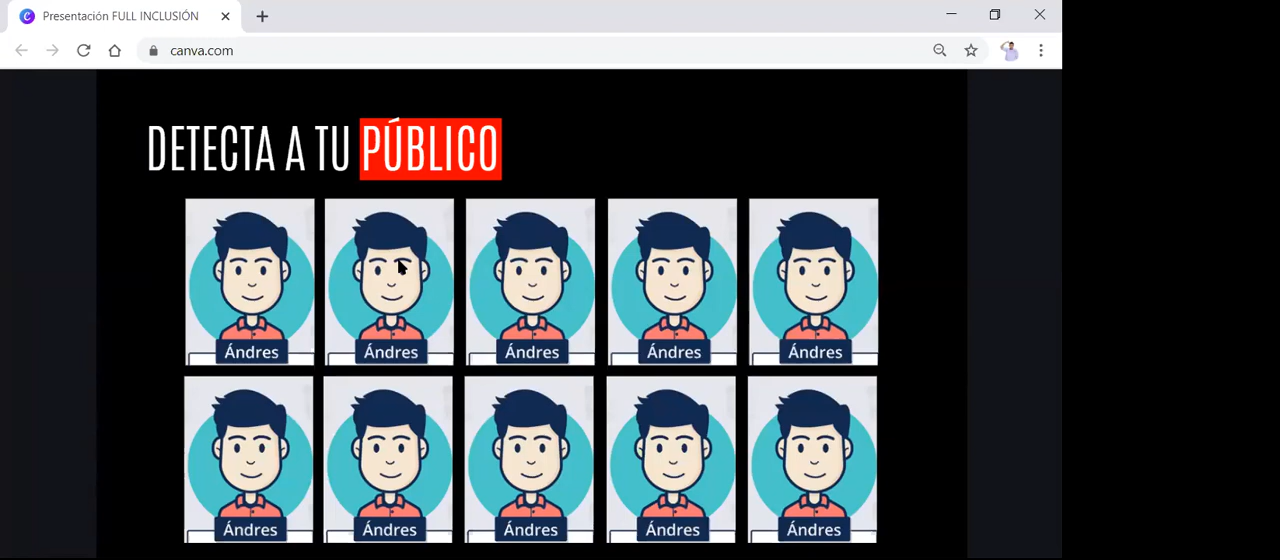 Presentación FULL INCLUSIÓN
canva.com
DETECTA A TU PÚBLICO
Ándres Ándres Ándres Ándres Ándres
Ándres Ándres Ándres Ándres Ándres